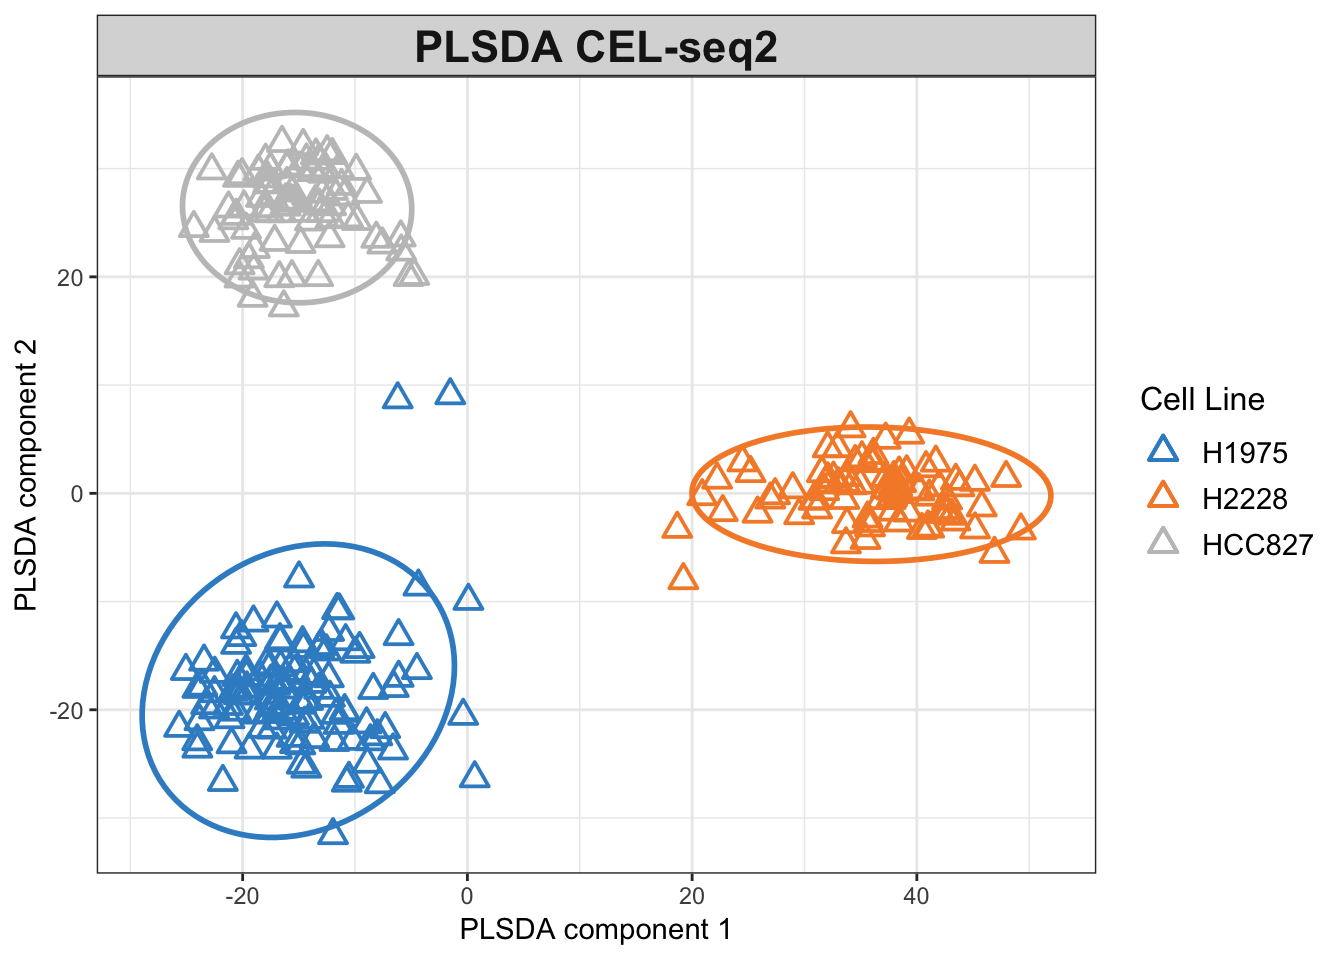 PLSDA CEL-seq2
PLSDA component 2
20
0
-20
-20
0
20
40
PLSDA component 1
Cell Line
H1975
H2228
HCC827